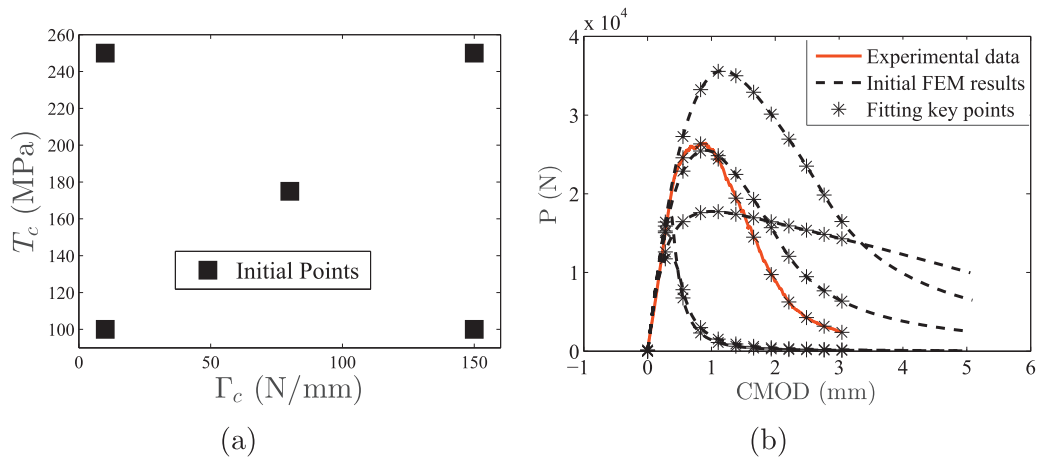 260
240
220
200
180
160
140
120
100
0
50
100
150
T_c (MPa)
Γ_c (N/mm)
Initial Points
(a)
x 10^4
4
3
2
1
0
−1
0
1
2
3
4
5
6
P (N)
CMOD (mm)
Experimental data
Initial FEM results
Fitting key points
(b)